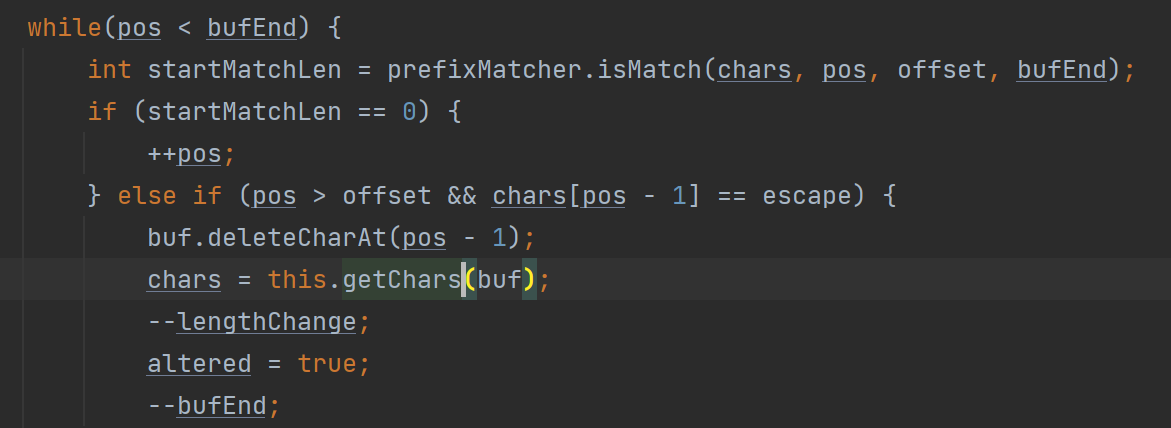 while(pos < bufEnd) {
    int startMatchLen = prefixMatcher.isMatch(chars, pos, offset, bufEnd);
    if (startMatchLen == 0) {
        ++pos;
    } else if (pos > offset && chars[pos - 1] == escape) {
        buf.deleteCharAt(pos - 1);
        chars = this.getChars(buf);
        --lengthChange;
        altered = true;
        --bufEnd;